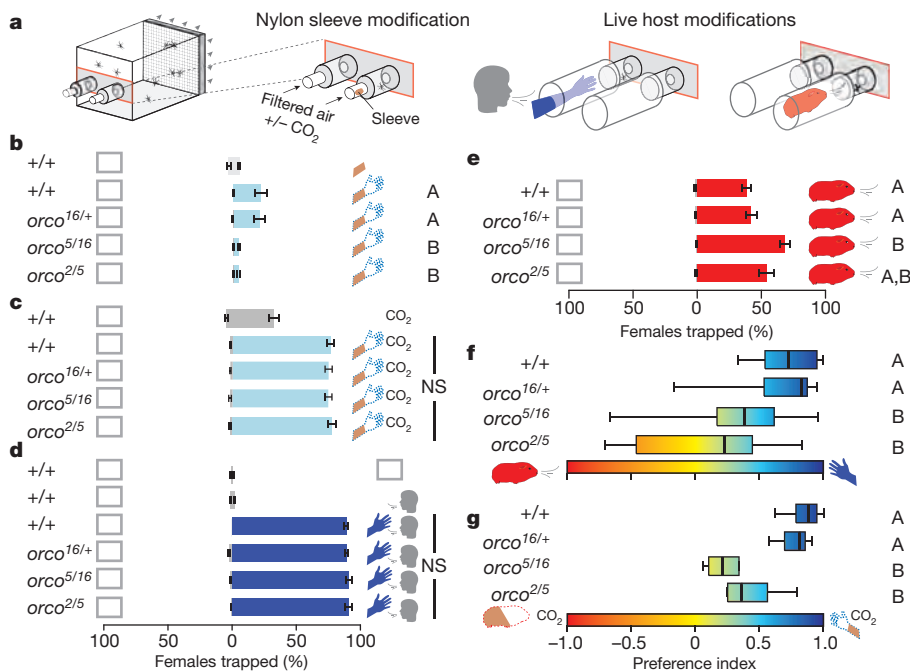 a
Nylon sleeve modification
Live host modifications
Filtered air
+/– CO2
Sleeve
b
+/+
+/+ A
orco16/+ A
orco5/16 B
orco2/5 B
c
+/+ CO2
+/+ CO2
orco16/+ CO2
orco5/16 CO2
orco2/5 CO2
NS
d
+/+
+/+
+/+
orco16/+
orco5/16
orco2/5
NS
100 50 0 50 100
Females trapped (%)
e
+/+ A
orco16/+ A
orco5/16 B
orco2/5 A,B
100 0 50 100
Females trapped (%)
f
+/+ A
orco16/+ A
orco5/16 B
orco2/5 B
g
+/+ A
orco16/+ A
orco5/16 B
orco2/5 B
CO2 CO2
–1.0 –0.5 0 0.5 1.0
Preference index